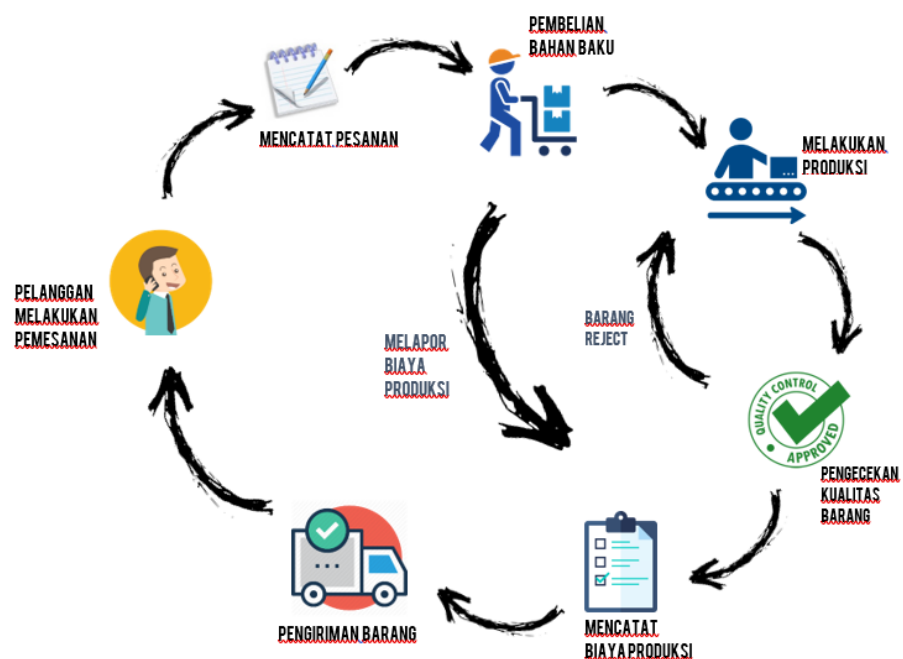 PEMBELIAN
BAHAN BAKU
MENCATAT PESANAN
MELAKUKAN
PRODUKSI
PELANGGAN
MELAKUKAN
PEMESANAN
MELAPOR
BIAYA
PRODUKSI
BARANG
REJECT
QUALITY CONTROL
APPROVED
PENGECEKAN
KUALITAS
BARANG
PENGIRIMAN BARANG
MENCATAT
BIAYA PRODUKSI